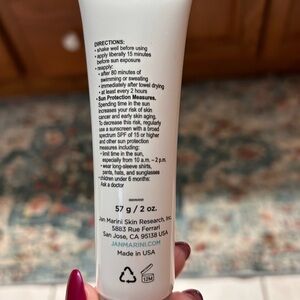 DIRECTIONS:
• shake well before using
• apply liberally 15 minutes
before sun exposure
• reapply:
• after 80 minutes of
swimming or sweating
• immediately after towel drying
• at least every 2 hours
• Sun Protection Measures.
Spending time in the sun
increases your risk of skin
cancer and early skin aging.
To decrease this risk, regularly
use a sunscreen with a broad
spectrum SPF of 15 or higher
and other sun protection
measures including:
• limit time in the sun,
especially from 10 a.m. – 2 p.m.
• wear long-sleeve shirts,
pants, hats, and sunglasses
• children under 6 months:
Ask a doctor
57 g / 2 oz.
Jan Marini Skin Research, Inc.
5883 Rue Ferrari
San Jose, CA 95138 USA
JANMARINI.COM
Made in USA
12M